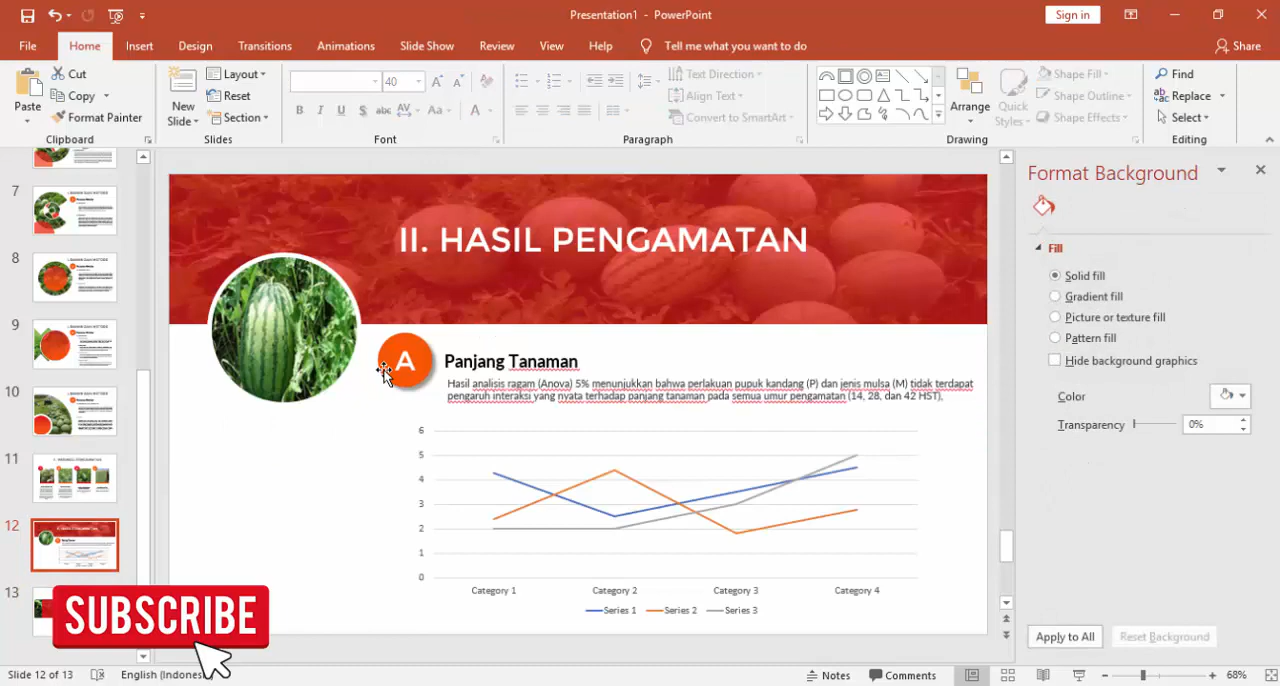 Presentation1 - PowerPoint
Sign in
File Home Insert Design Transitions Animations Slide Show Review View Help Tell me what you want to do Share
Paste
Cut
Copy
Format Painter
Clipboard
New Slide
Layout
Reset
Section
Slides
40
B I U S abc AV Aa A
Font
Text Direction
Align Text
Convert to SmartArt
Paragraph
Arrange
Quick Styles
Shape Fill
Shape Outline
Shape Effects
Drawing
Find
Replace
Select
Editing
7
8
9
10
11
12
13
II. HASIL PENGAMATAN
A
Panjang Tanaman
Hasil analisis ragam (Anova) 5% menunjukkan bahwa perlakuan pupuk kandang (P) dan jenis mulsa (M) tidak terdapat
pengaruh interaksi yang nyata terhadap panjang tanaman pada semua umur pengamatan (14, 28, dan 42 HST).
6
5
4
3
2
1
0
Category 1 Category 2 Category 3 Category 4
Series 1 Series 2 Series 3
Format Background
Fill
Solid fill
Gradient fill
Picture or texture fill
Pattern fill
Hide background graphics
Color
Transparency 0%
Apply to All Reset Background
SUBSCRIBE
Slide 12 of 13 English (Indones Notes Comments 68%